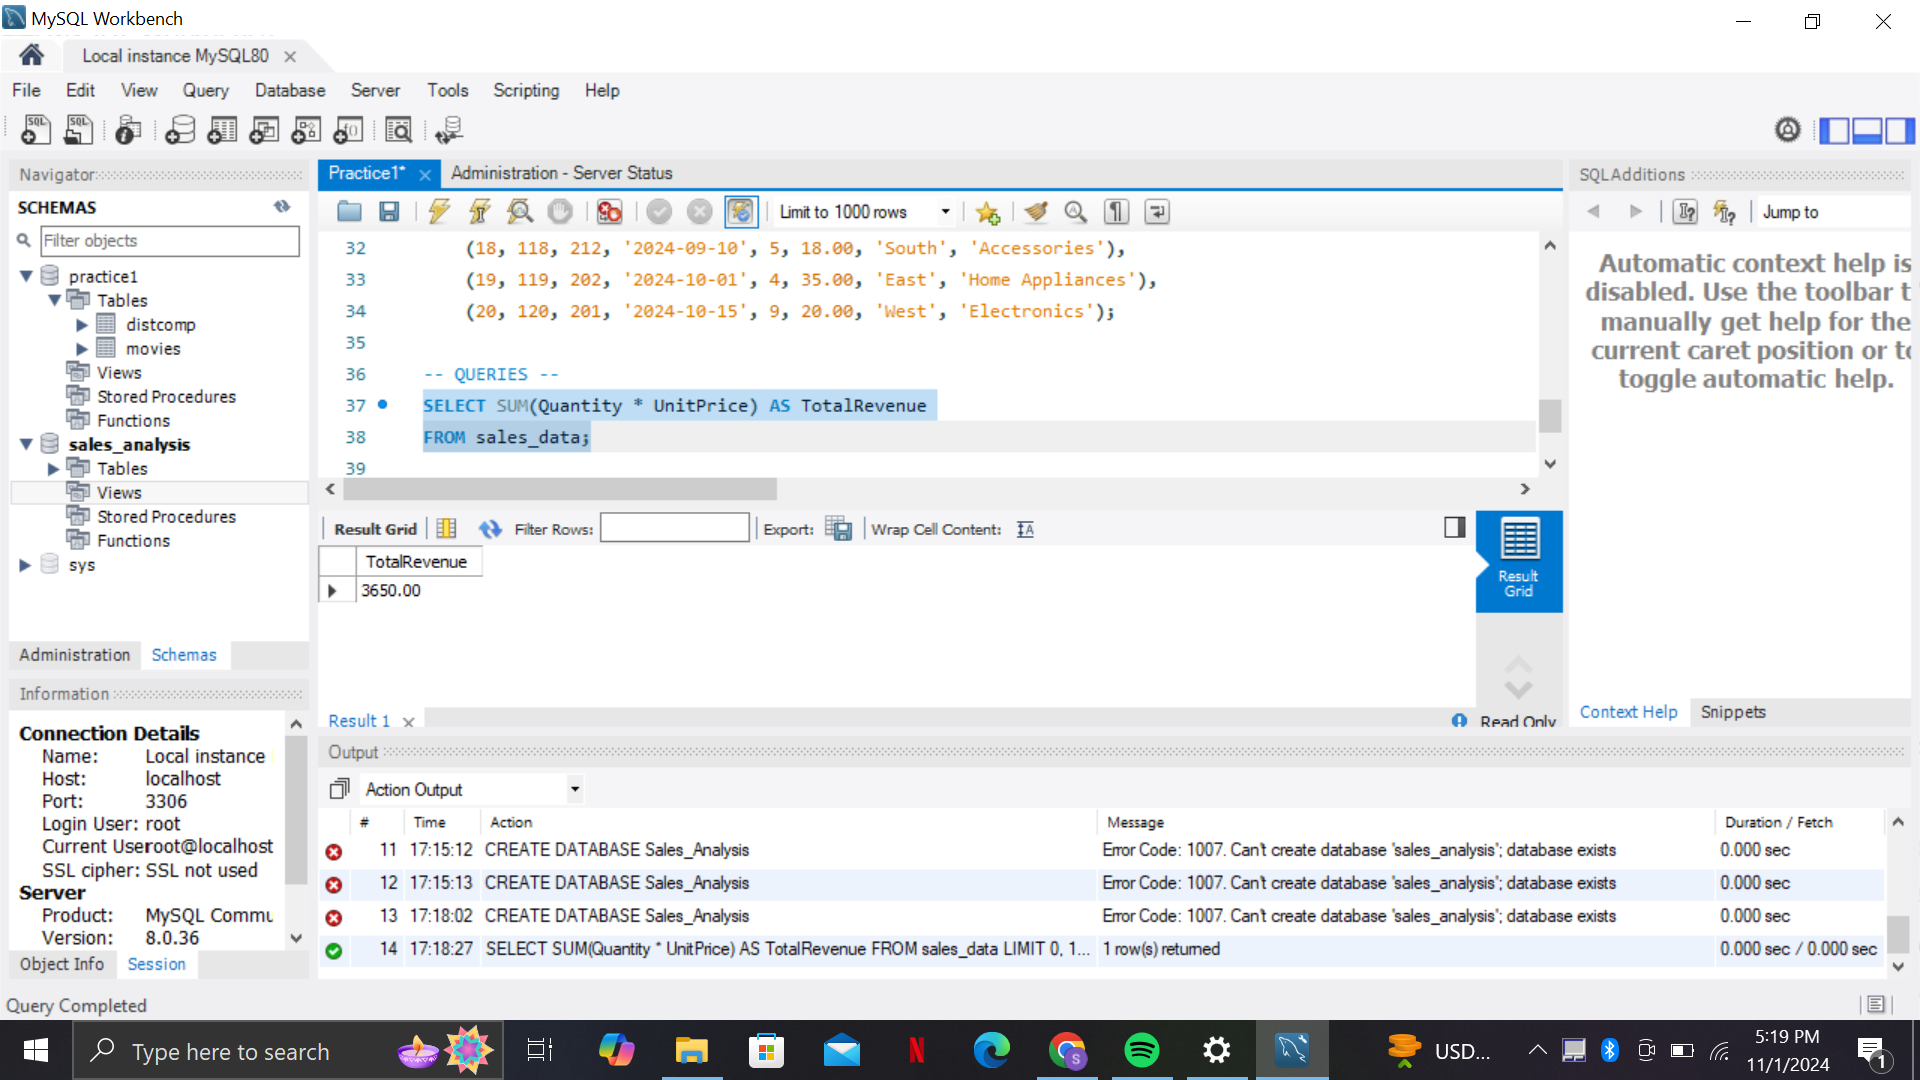 MySQL Workbench
Local instance MySQL80
File Edit View Query Database Server Tools Scripting Help
Navigator
SCHEMAS
Filter objects
practice1
Tables
distcomp
movies
Views
Stored Procedures
Functions
sales_analysis
Tables
Views
Stored Procedures
Functions
sys
Administration Schemas
Information
Connection Details
Name: Local instance
Host: localhost
Port: 3306
Login User: root
Current Use root@localhost
SSL cipher: SSL not used
Server
Product: MySQL Commu
Version: 8.0.36
Object Info Session
Query Completed
Practice1* Administration - Server Status
Limit to 1000 rows
32 (18, 118, 212, '2024-09-10', 5, 18.00, 'South', 'Accessories'),
33 (19, 119, 202, '2024-10-01', 4, 35.00, 'East', 'Home Appliances'),
34 (20, 120, 201, '2024-10-15', 9, 20.00, 'West', 'Electronics');
35
36 -- QUERIES --
37 SELECT SUM(Quantity * UnitPrice) AS TotalRevenue
38 FROM sales_data;
39
Result Grid Filter Rows: Export: Wrap Cell Content:
TotalRevenue
3650.00
Result Grid
Result 1
Read Only
SQLAdditions
Jump to
Automatic context help is
disabled. Use the toolbar t
manually get help for the
current caret position or to
toggle automatic help.
Context Help Snippets
Output
Action Output
# Time Action Message Duration / Fetch
11 17:15:12 CREATE DATABASE Sales_Analysis Error Code: 1007. Can't create database 'sales_analysis'; database exists 0.000 sec
12 17:15:13 CREATE DATABASE Sales_Analysis Error Code: 1007. Can't create database 'sales_analysis'; database exists 0.000 sec
13 17:18:02 CREATE DATABASE Sales_Analysis Error Code: 1007. Can't create database 'sales_analysis'; database exists 0.000 sec
14 17:18:27 SELECT SUM(Quantity * UnitPrice) AS TotalRevenue FROM sales_data LIMIT 0, 1... 1 row(s) returned 0.000 sec / 0.000 sec
Type here to search
USD...
5:19 PM
11/1/2024
1